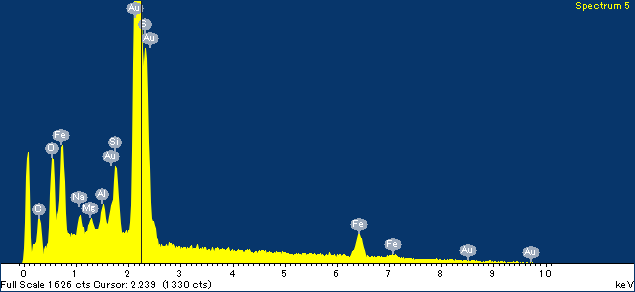 Spectrum 5
Au
S
Au
Fe
O
Si
Au
Na
Al
Mg
C
Fe
Fe
Au
Au
0 1 2 3 4 5 6 7 8 9 10
Full Scale 1626 cts Cursor: 2.239 (1330 cts) keV